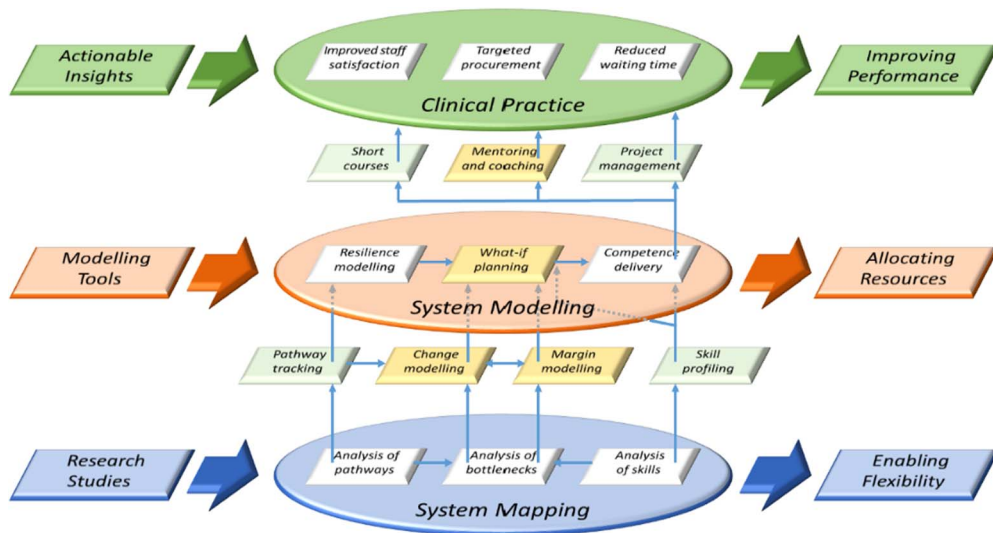 Actionable
Insights
Improved staff
satisfaction
Targeted
procurement
Reduced
waiting time
Clinical Practice
Improving
Performance
Short
courses
Mentoring
and coaching
Project
management
Modelling
Tools
Resilience
modelling
What-if
planning
Competence
delivery
System Modelling
Allocating
Resources
Pathway
tracking
Change
modelling
Margin
modelling
Skill
profiling
Research
Studies
Analysis of
pathways
Analysis of
bottlenecks
Analysis
of skills
System Mapping
Enabling
Flexibility